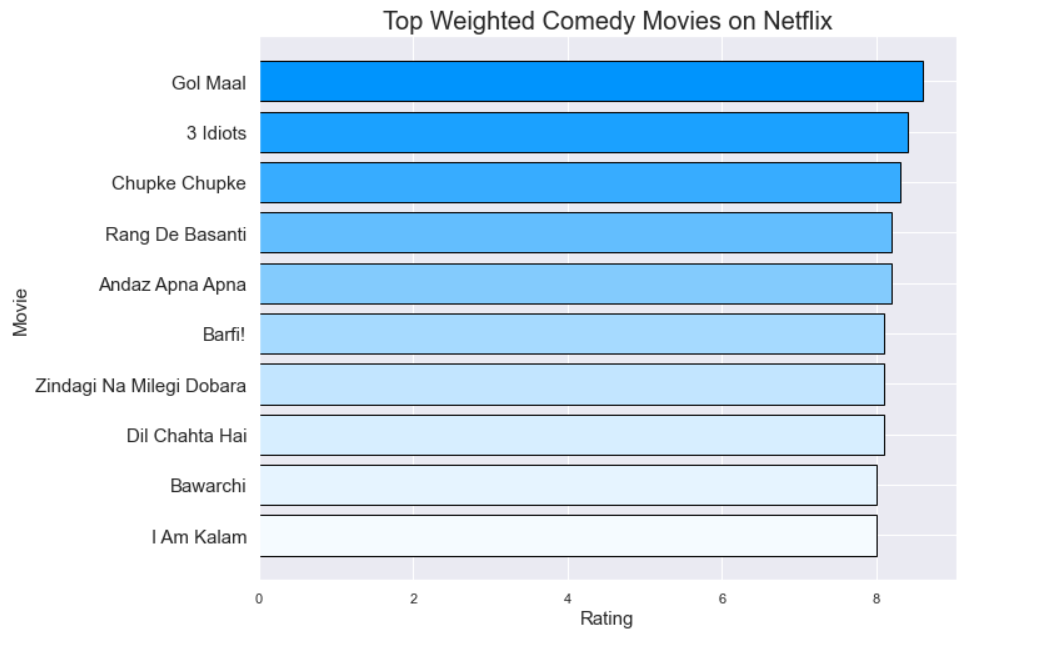 Top Weighted Comedy Movies on Netflix
Gol Maal
3 Idiots
Chupke Chupke
Rang De Basanti
Andaz Apna Apna
Barfi!
Zindagi Na Milegi Dobara
Dil Chahta Hai
Bawarchi
I Am Kalam
Movie
0 2 4 6 8
Rating